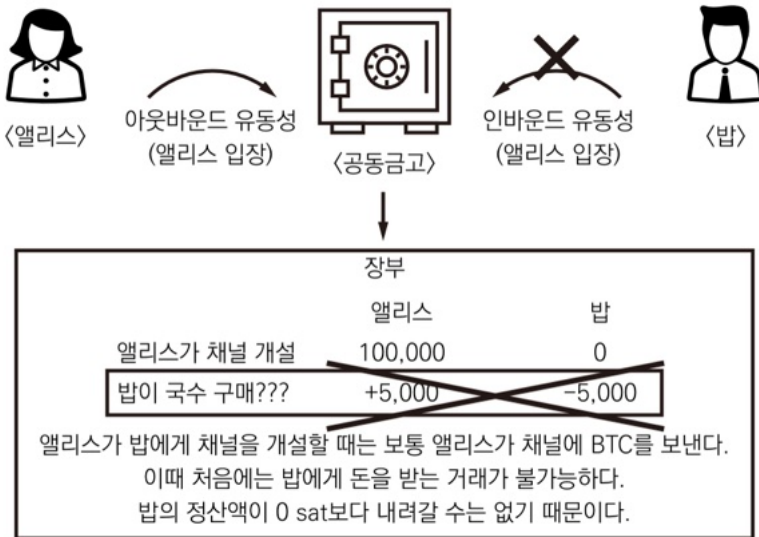 〈앨리스〉
아웃바운드 유동성
(앨리스 입장)
〈공동금고〉
인바운드 유동성
(앨리스 입장)
〈밥〉
장부
앨리스 밥
앨리스가 채널 개설 100,000 0
밥이 국수 구매??? +5,000 -5,000
앨리스가 밥에게 채널을 개설할 때는 보통 앨리스가 채널에 BTC를 보낸다.
이때 처음에는 밥에게 돈을 받는 거래가 불가능하다.
밥의 정산액이 0 sat보다 내려갈 수는 없기 때문이다.